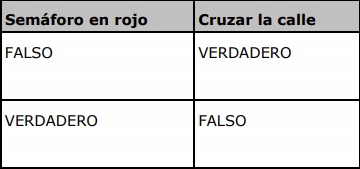 Semáforo en rojo Cruzar la calle
FALSO VERDADERO
VERDADERO FALSO